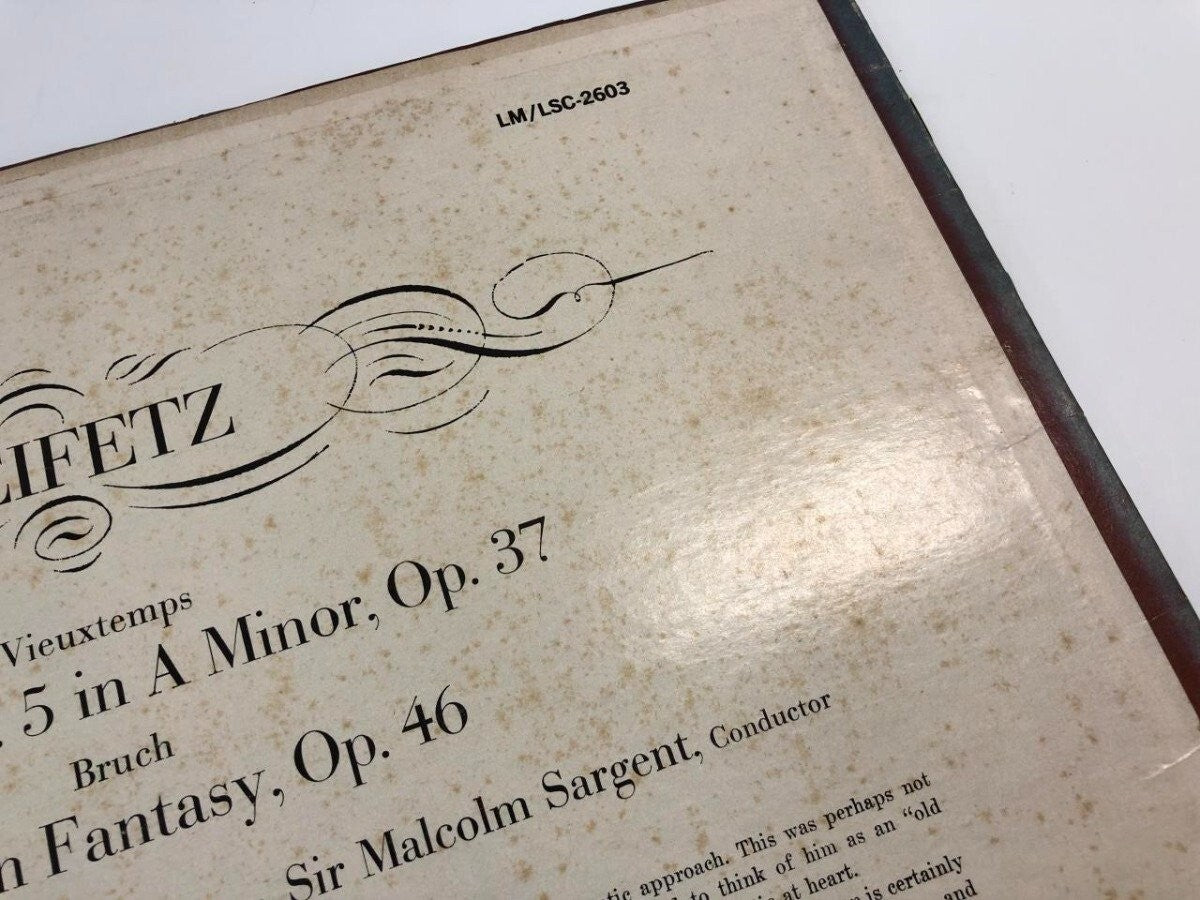 LM/LSC-2603
EIFETZ
Vieuxtemps
. 5 in A Minor, Op. 37
Bruch
n Fantasy, Op. 46
Sir Malcolm Sargent, Conductor
tic approach. This was perhaps not
to think of him as an “old
at heart.
is certainly
and